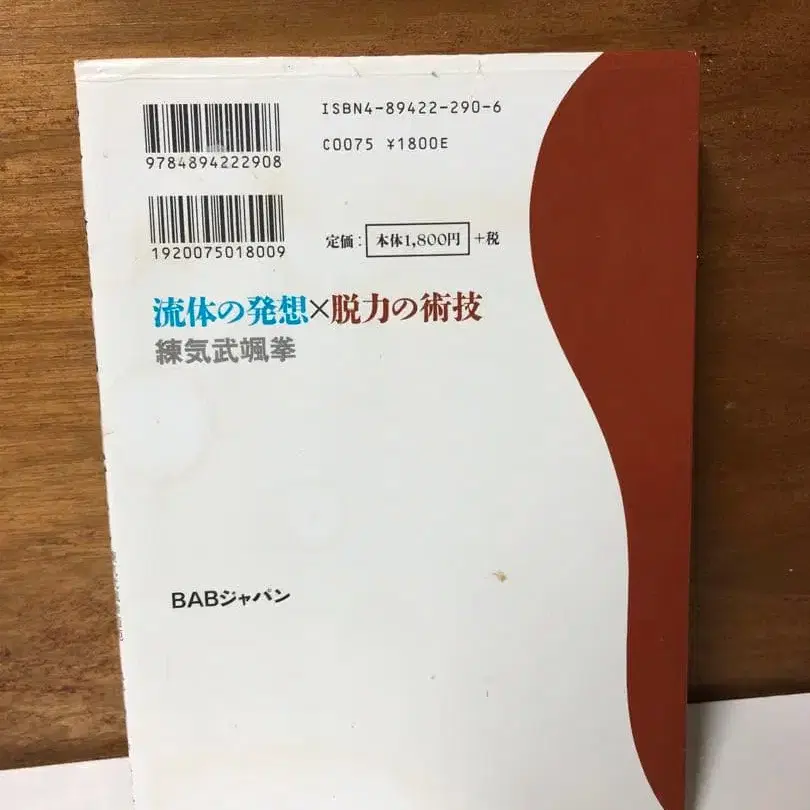 ISBN4-89422-290-6
9784894222908
C0075 ¥1800E
1920075018009
定価： 本体1,800円 +税
流体の発想×脱力の術技
練気武颯拳
BABジャパン